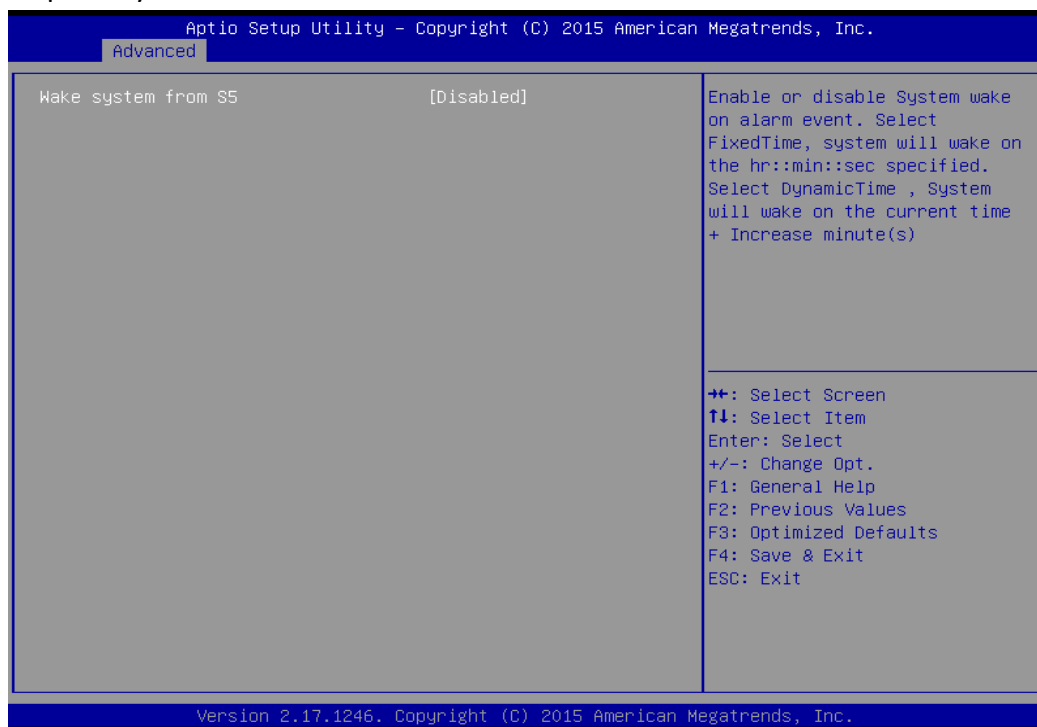 Aptio Setup Utility – Copyright (C) 2015 American Megatrends, Inc.
Advanced
Wake system from S5 [Disabled]
Enable or disable System wake
on alarm event. Select
FixedTime, system will wake on
the hr::min::sec specified.
Select DynamicTime , System
will wake on the current time
+ Increase minute(s)
→←: Select Screen
↑↓: Select Item
Enter: Select
+/-: Change Opt.
F1: General Help
F2: Previous Values
F3: Optimized Defaults
F4: Save & Exit
ESC: Exit
Version 2.17.1246. Copyright (C) 2015 American Megatrends, Inc.